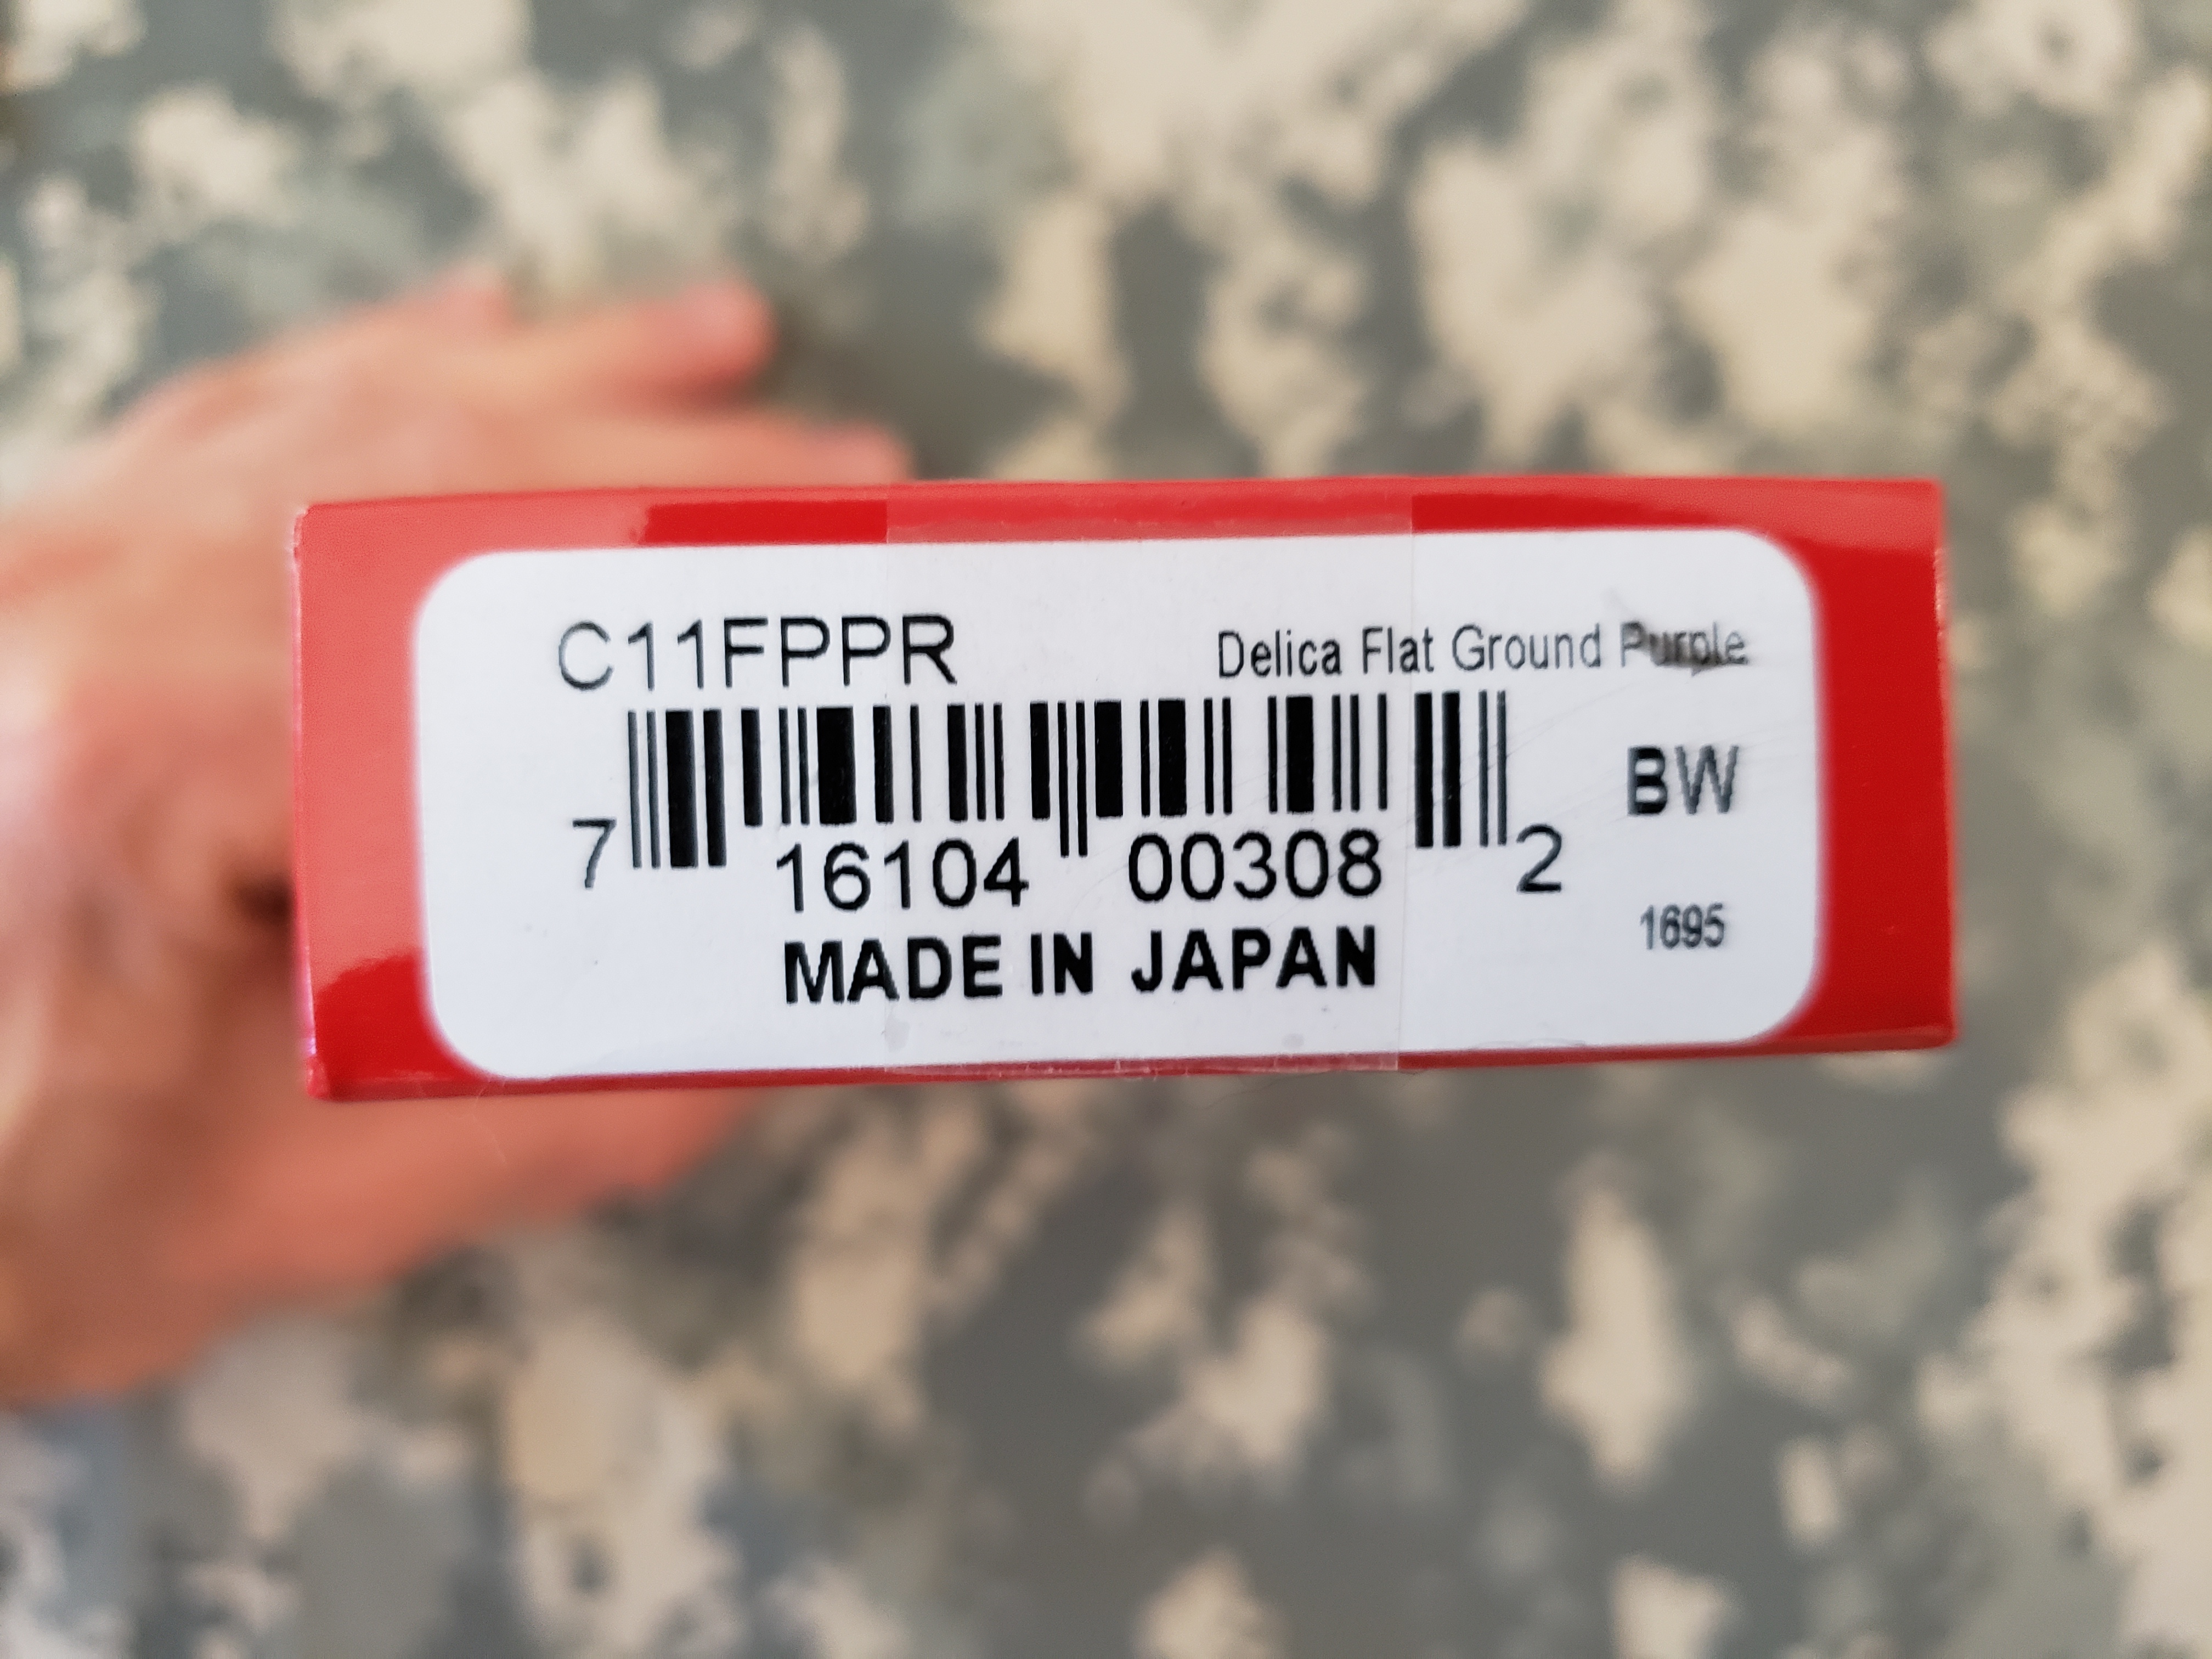 C11FPPR Delica Flat Ground Purple
BW
7 16104 00308 2
1695
MADE IN JAPAN